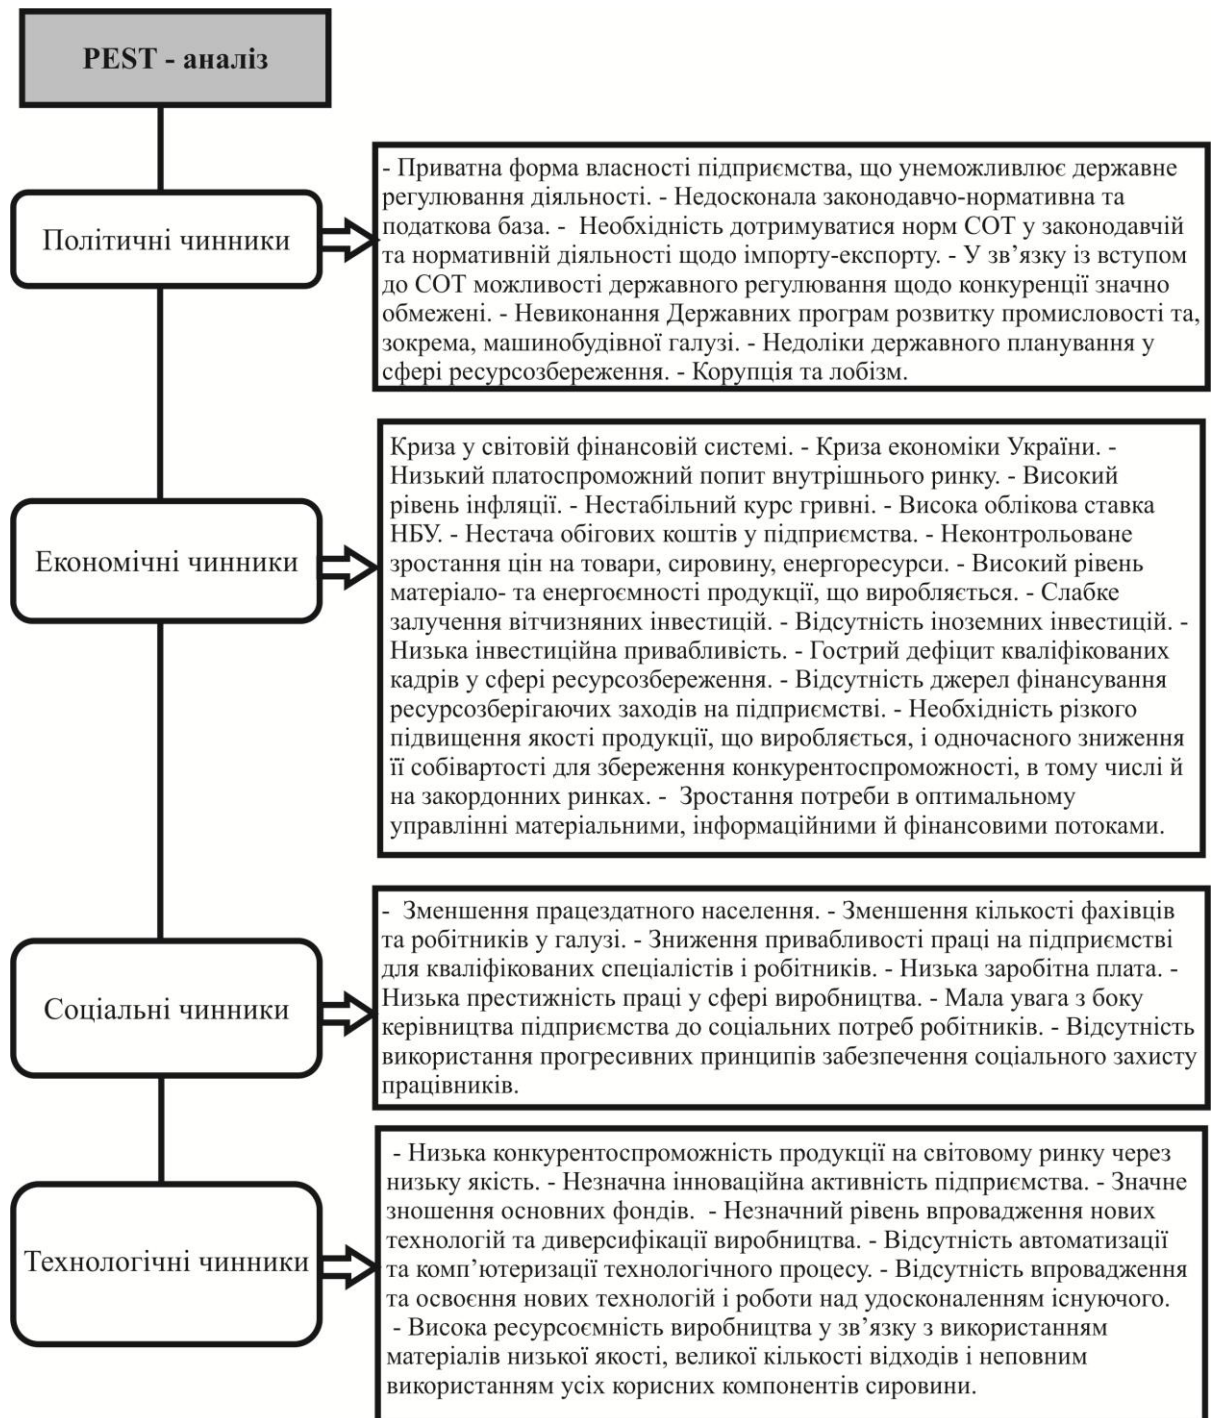 PEST - аналіз
Політичні чинники
- Приватна форма власності підприємства, що унеможливлює державне
регулювання діяльності. - Недосконала законодавчо-нормативна та
податкова база. -  Необхідність дотримуватися норм СОТ у законодавчій
та нормативній діяльності щодо імпорту-експорту. - У зв’язку із вступом
до СОТ можливості державного регулювання щодо конкуренції значно
обмежені. - Невиконання Державних програм розвитку промисловості та,
зокрема, машинобудівної галузі. - Недоліки державного планування у
сфері ресурсозбереження. - Корупція та лобізм.
Економічні чинники
Криза у світовій фінансовій системі. - Криза економіки України. -
Низький платоспроможний попит внутрішнього ринку. - Високий
рівень інфляції. - Нестабільний курс гривні. - Висока облікова ставка
НБУ. - Нестача обігових коштів у підприємства. - Неконтрольоване
зростання цін на товари, сировину, енергоресурси. - Високий рівень
матеріало- та енергоємності продукції, що виробляється. - Слабке
залучення вітчизняних інвестицій. - Відсутність іноземних інвестицій. -
Низька інвестиційна привабливість. - Гострий дефіцит кваліфікованих
кадрів у сфері ресурсозбереження. - Відсутність джерел фінансування
ресурсозберігаючих заходів на підприємстві. - Необхідність різкого
підвищення якості продукції, що виробляється, і одночасного зниження
її собівартості для збереження конкурентоспроможності, в тому числі й
на закордонних ринках. -  Зростання потреби в оптимальному
управлінні матеріальними, інформаційними й фінансовими потоками.
Соціальні чинники
-  Зменшення працездатного населення. - Зменшення кількості фахівців
та робітників у галузі. - Зниження привабливості праці на підприємстві
для кваліфікованих спеціалістів і робітників. - Низька заробітна плата. -
Низька престижність праці у сфері виробництва. - Мала увага з боку
керівництва підприємства до соціальних потреб робітників. - Відсутність
використання прогресивних принципів забезпечення соціального захисту
працівників.
Технологічні чинники
- Низька конкурентоспроможність продукції на світовому ринку через
низьку якість. - Незначна інноваційна активність підприємства. - Значне
зношення основних фондів.  - Незначний рівень впровадження нових
технологій та диверсифікації виробництва. - Відсутність автоматизації
та комп’ютеризації технологічного процесу. - Відсутність впровадження
та освоєння нових технологій і роботи над удосконаленням існуючого.
- Висока ресурсоємність виробництва у зв’язку з використанням
матеріалів низької якості, великої кількості відходів і неповним
використанням усіх корисних компонентів сировини.